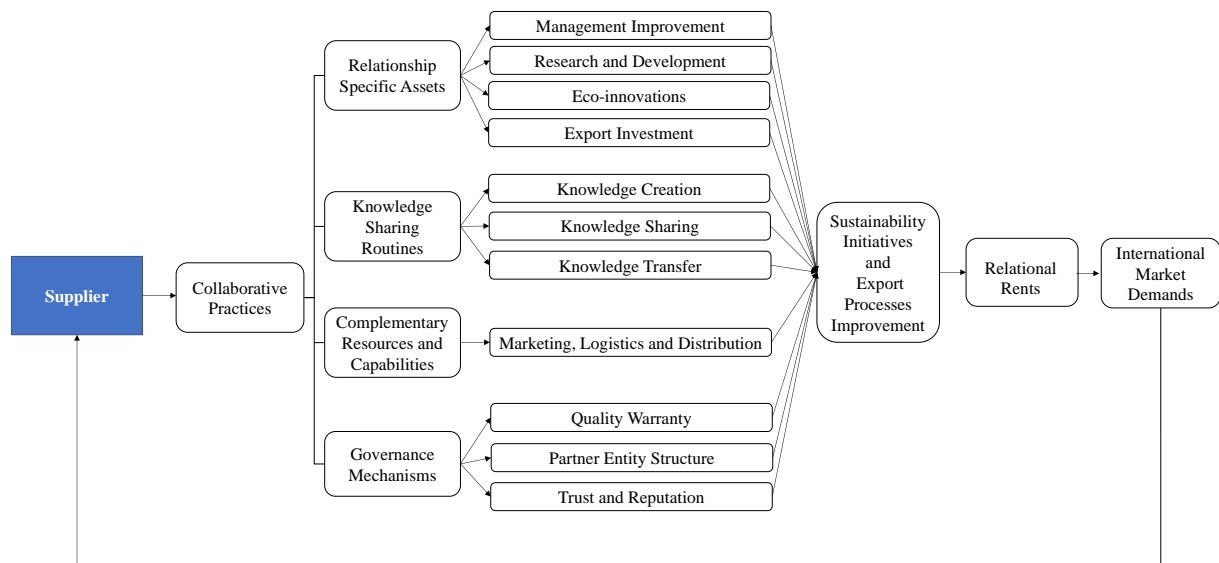 Supplier
Collaborative
Practices
Relationship
Specific Assets
Knowledge
Sharing
Routines
Complementary
Resources and
Capabilities
Governance
Mechanisms
Management Improvement
Research and Development
Eco-innovations
Export Investment
Knowledge Creation
Knowledge Sharing
Knowledge Transfer
Marketing, Logistics and Distribution
Quality Warranty
Partner Entity Structure
Trust and Reputation
Sustainability
Initiatives
and
Export
Processes
Improvement
Relational
Rents
International
Market
Demands